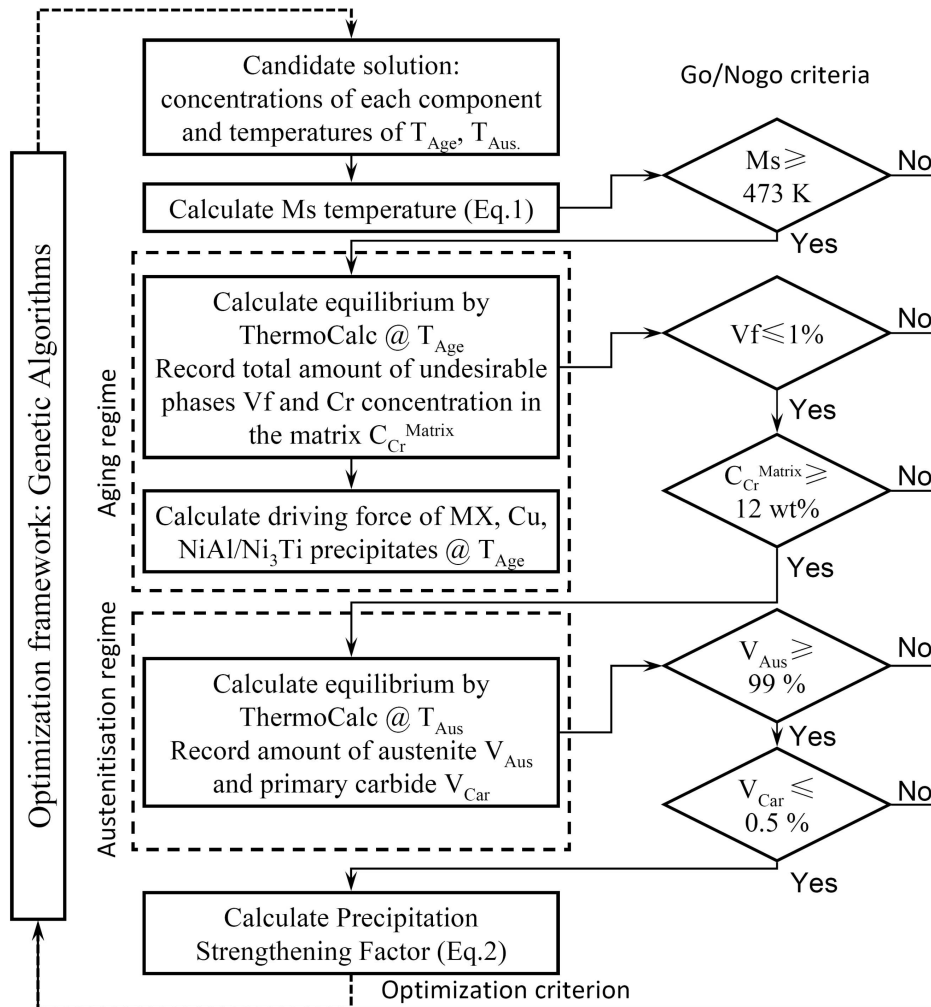 Candidate solution:
concentrations of each component
and temperatures of T_Age, T_Aus.
Go/Nogo criteria
Ms≥
473 K
No
Yes
Calculate Ms temperature (Eq.1)
Optimization framework: Genetic Algorithms
Aging regime
Calculate equilibrium by
ThermoCalc @ T_Age
Record total amount of undesirable
phases Vf and Cr concentration in
the matrix C_Cr^Matrix
Vf≤1%
No
Yes
C_Cr^Matrix≥
12 wt%
No
Yes
Calculate driving force of MX, Cu,
NiAl/Ni₃Ti precipitates @ T_Age
Austenitisation regime
Calculate equilibrium by
ThermoCalc @ T_Aus
Record amount of austenite V_Aus
and primary carbide V_Car
V_Aus≥
99 %
No
Yes
V_Car≤
0.5 %
No
Yes
Calculate Precipitation
Strengthening Factor (Eq.2)
Optimization criterion